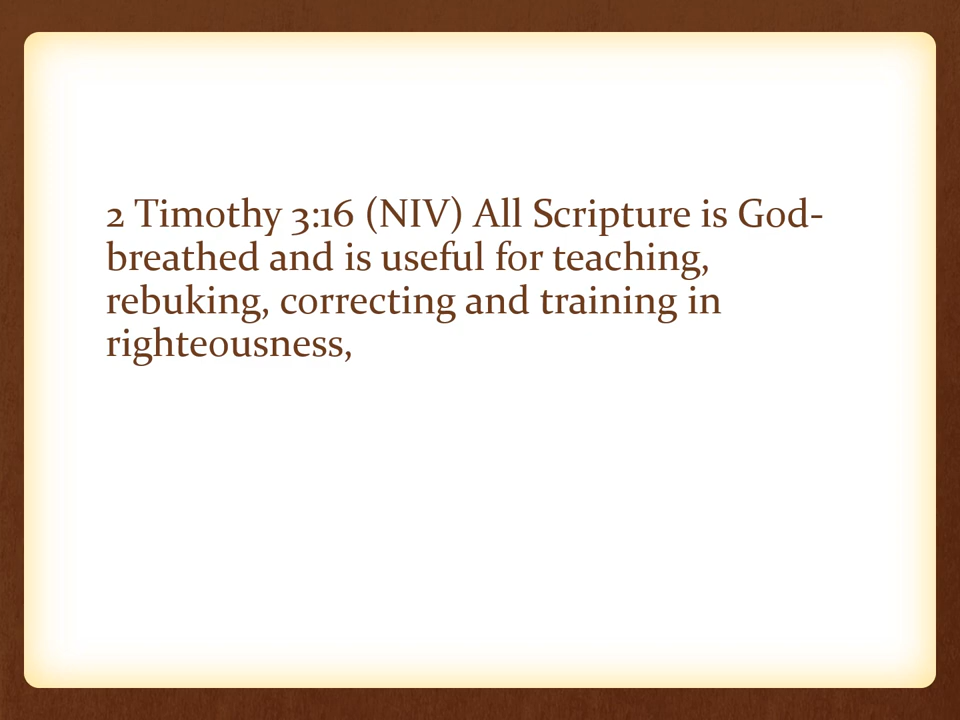 2 Timothy 3:16 (NIV) All Scripture is God-
breathed and is useful for teaching,
rebuking, correcting and training in
righteousness,